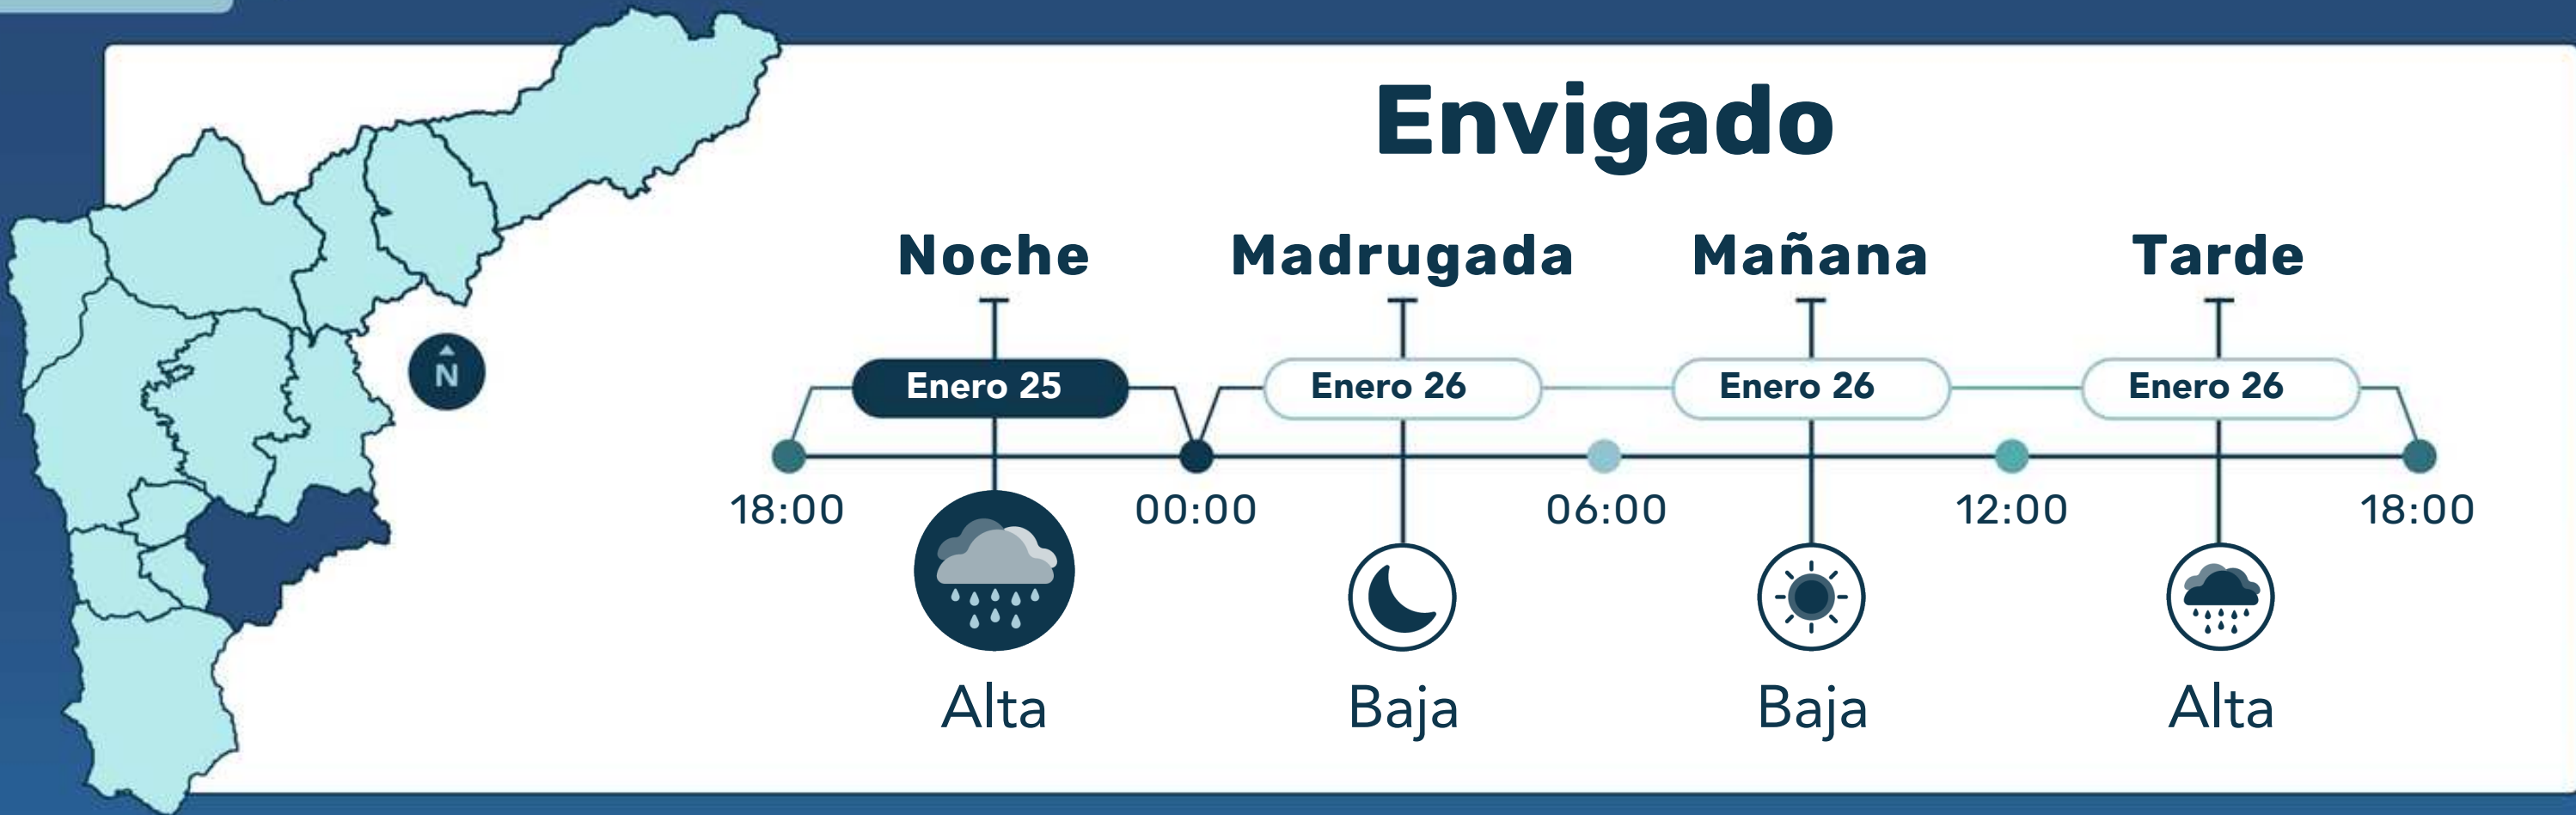 Envigado
Noche Madrugada Mañana Tarde
Enero 25 Enero 26 Enero 26 Enero 26
N
18:00 00:00 06:00 12:00 18:00
Alta Baja Baja Alta